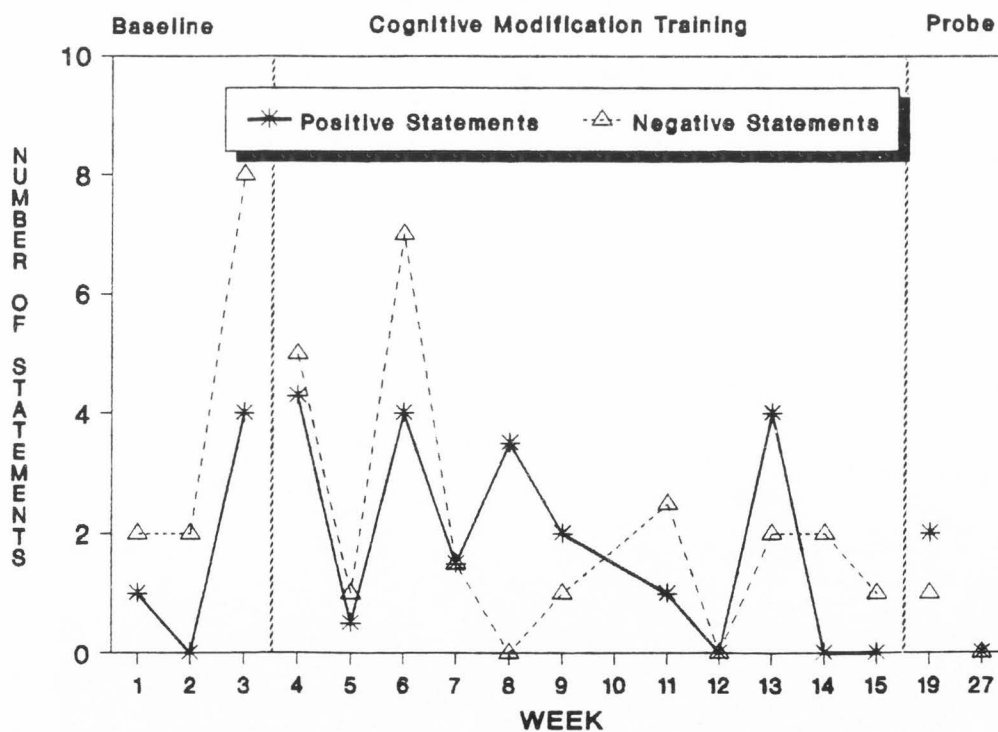 Baseline Cognitive Modification Training Probe
10
Positive Statements Negative Statements
8
6
4
2
0
NUMBER OF STATEMENTS
1 2 3 4 5 6 7 8 9 10 11 12 13 14 15 19 27
WEEK